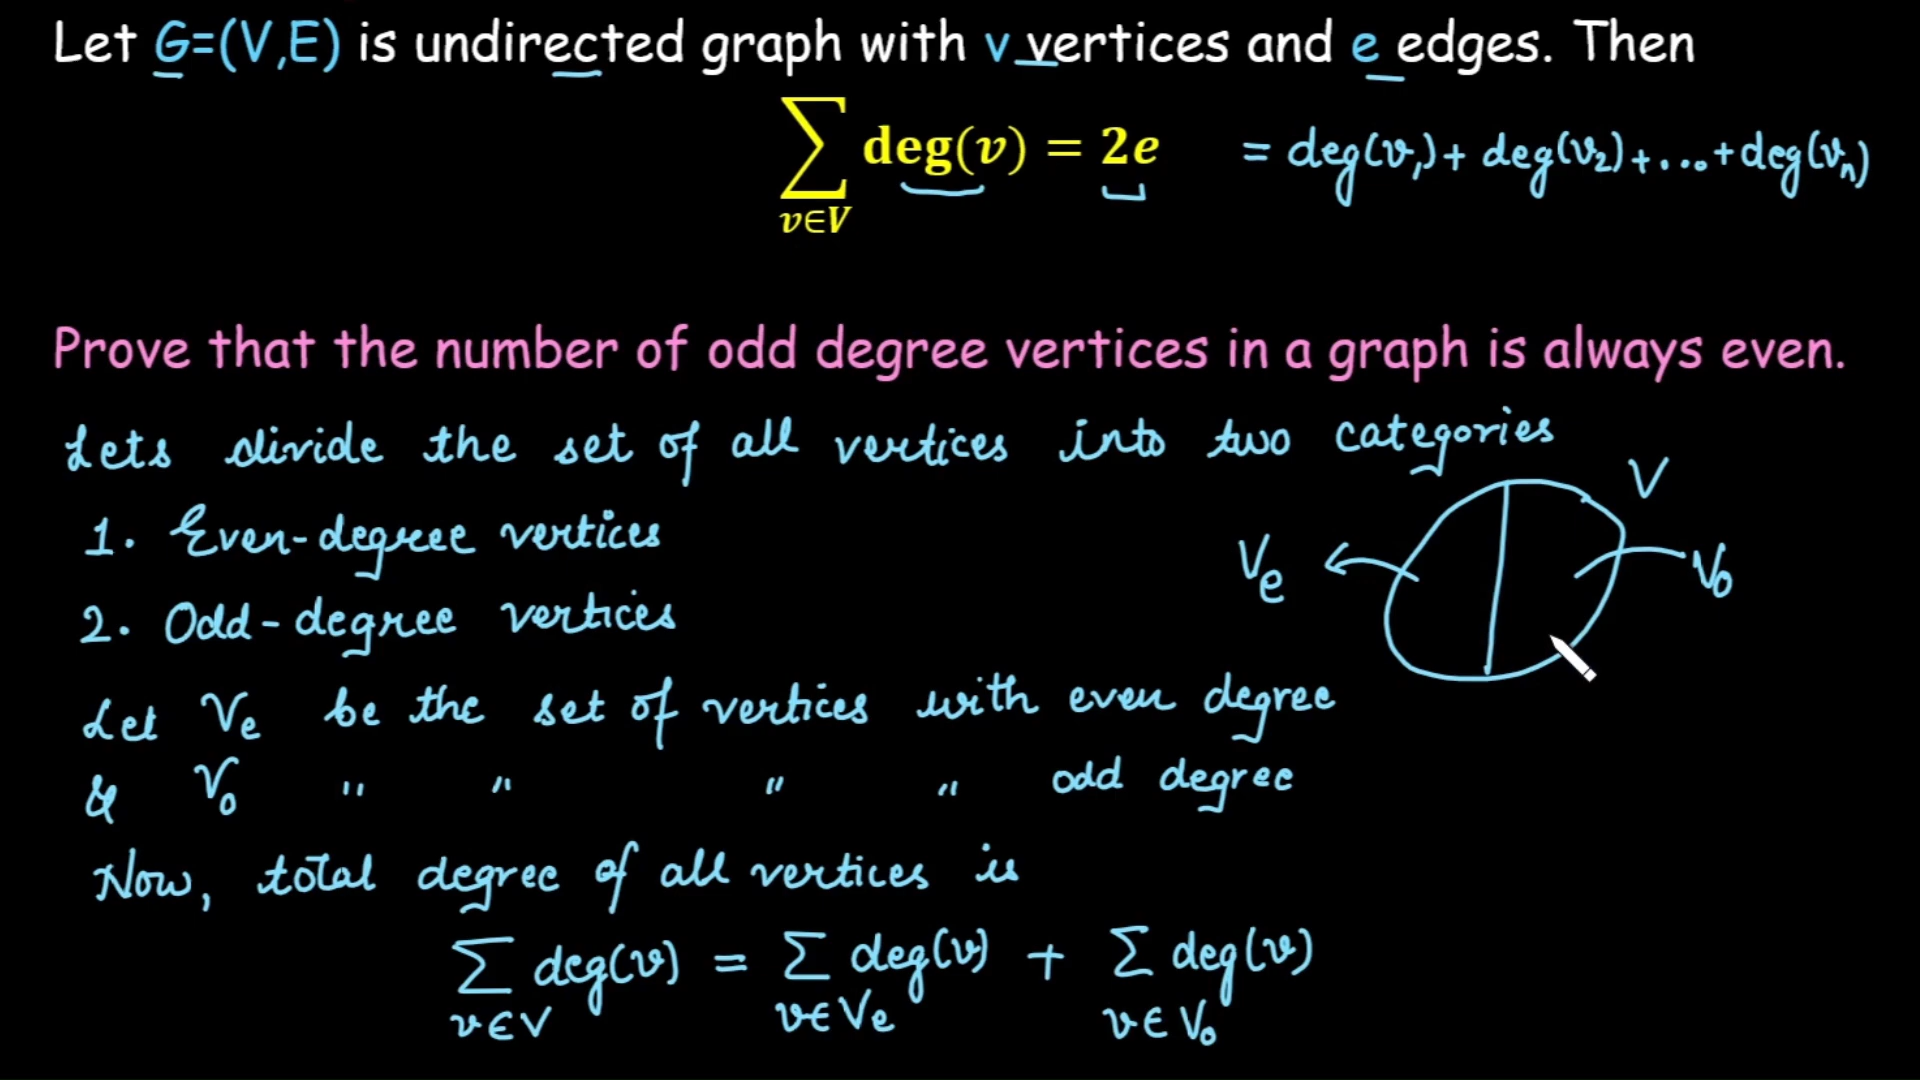 Let G=(V,E) is undirected graph with v vertices and e edges. Then
∑ deg(v) = 2e = deg(v₁)+ deg(v₂)+...+deg(vₙ)
v∈V
Prove that the number of odd degree vertices in a graph is always even.
Lets divide the set of all vertices into two categories
V
1. Even-degree vertices
Ve
Vo
2. Odd-degree vertices
Let Ve be the set of vertices with even degree
& Vo " " " " odd degree
Now, total degree of all vertices is
∑ deg(v) = ∑ deg(v) + ∑ deg(v)
v∈V v∈Ve v∈Vo